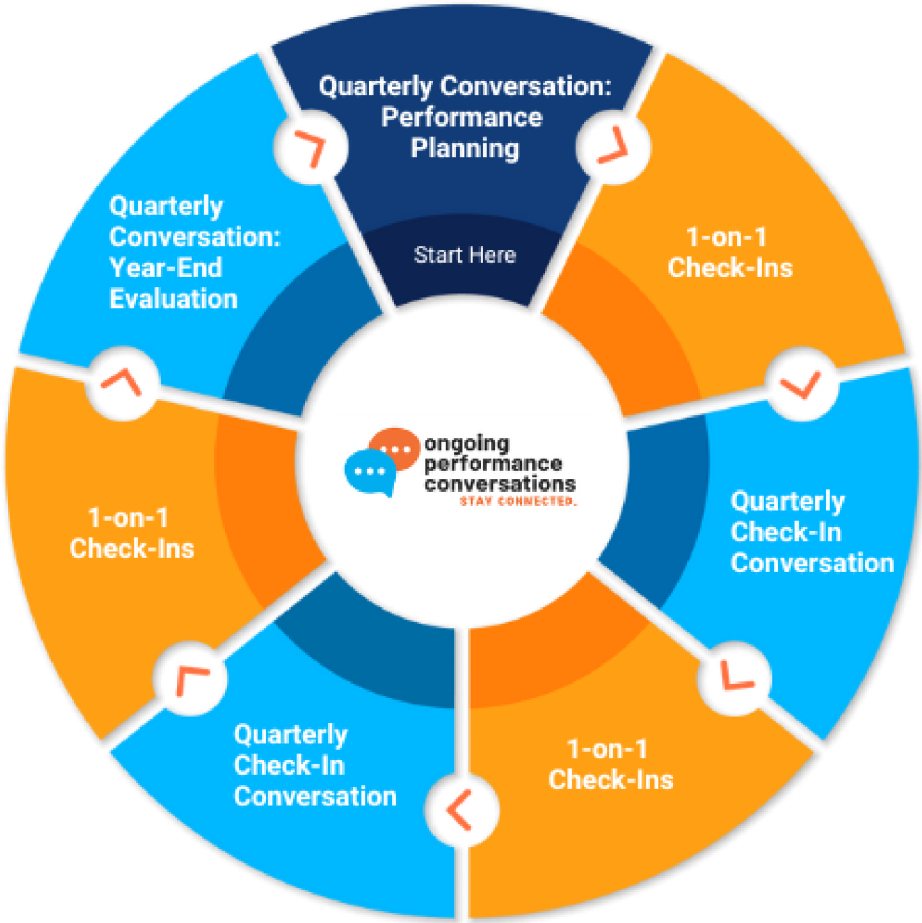 Quarterly Conversation:
Performance
Planning
Start Here
1-on-1
Check-Ins
Quarterly
Check-In
Conversation
1-on-1
Check-Ins
Quarterly
Check-In
Conversation
1-on-1
Check-Ins
Quarterly
Conversation:
Year-End
Evaluation
ongoing
performance
conversations
STAY CONNECTED.